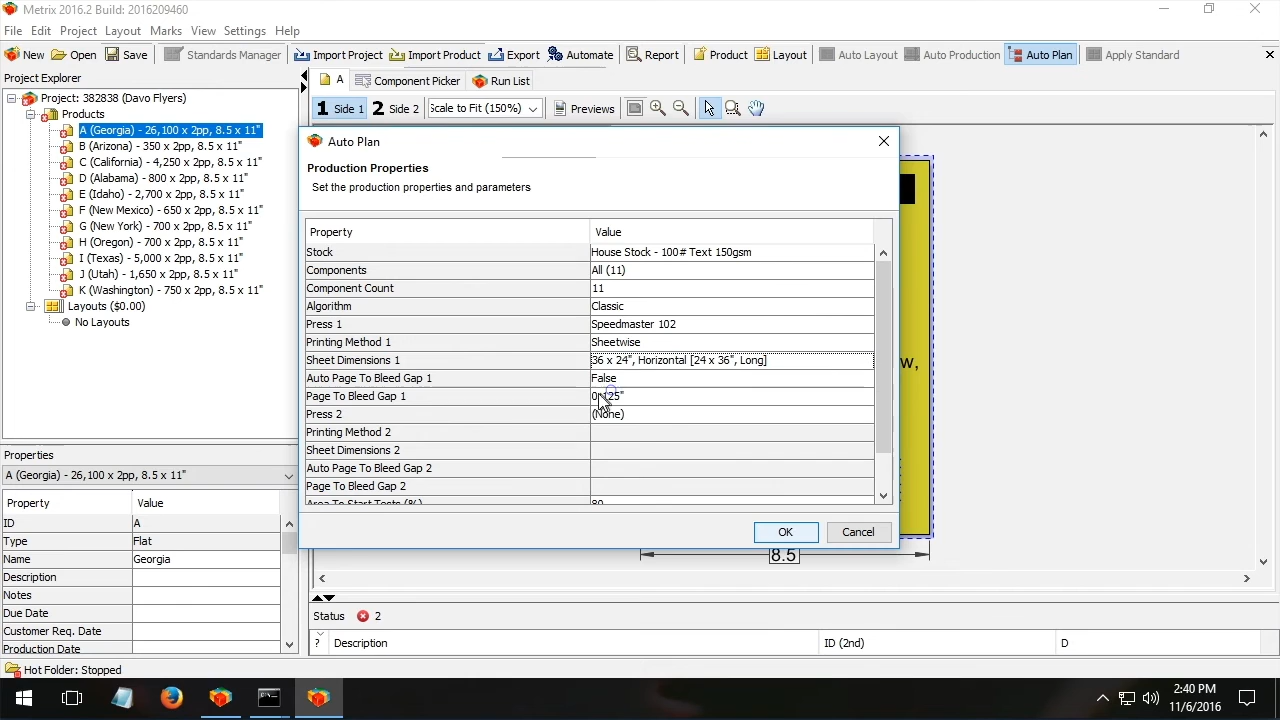 Metrix 2016.2 Build: 2016209460
File Edit Project Layout Marks View Settings Help
New Open Save Standards Manager Import Project Import Product Export Automate Report Product Layout Auto Layout Auto Production Auto Plan Apply Standard
Project Explorer
A Component Picker Run List
Project: 382838 (Davo Flyers)
1 Side 1 2 Side 2 Scale to Fit (150%) Previews
Products
A (Georgia) - 26,100 x 2pp, 8.5 x 11"
B (Arizona) - 350 x 2pp, 8.5 x 11"
C (California) - 4,250 x 2pp, 8.5 x 11"
D (Alabama) - 800 x 2pp, 8.5 x 11"
E (Idaho) - 2,700 x 2pp, 8.5 x 11"
F (New Mexico) - 650 x 2pp, 8.5 x 11"
G (New York) - 700 x 2pp, 8.5 x 11"
H (Oregon) - 700 x 2pp, 8.5 x 11"
I (Texas) - 5,000 x 2pp, 8.5 x 11"
J (Utah) - 1,650 x 2pp, 8.5 x 11"
K (Washington) - 750 x 2pp, 8.5 x 11"
Layouts ($0.00)
No Layouts
Auto Plan
Production Properties
Set the production properties and parameters
Property Value
Stock House Stock - 100# Text 150gsm
Components All (11)
Component Count 11
Algorithm Classic
Press 1 Speedmaster 102
Printing Method 1 Sheetwise
Sheet Dimensions 1 36 x 24", Horizontal [24 x 36", Long]
Auto Page To Bleed Gap 1 False
Page To Bleed Gap 1 0.125"
Press 2 (None)
Printing Method 2
Sheet Dimensions 2
Auto Page To Bleed Gap 2
Page To Bleed Gap 2
Area To Start Tests (%) 80
OK Cancel
w,
8.5
Properties
A (Georgia) - 26,100 x 2pp, 8.5 x 11"
Property Value
ID A
Type Flat
Name Georgia
Description
Notes
Due Date
Customer Req. Date
Production Date
Status 2
? Description ID (2nd) D
Hot Folder: Stopped
2:40 PM
11/6/2016